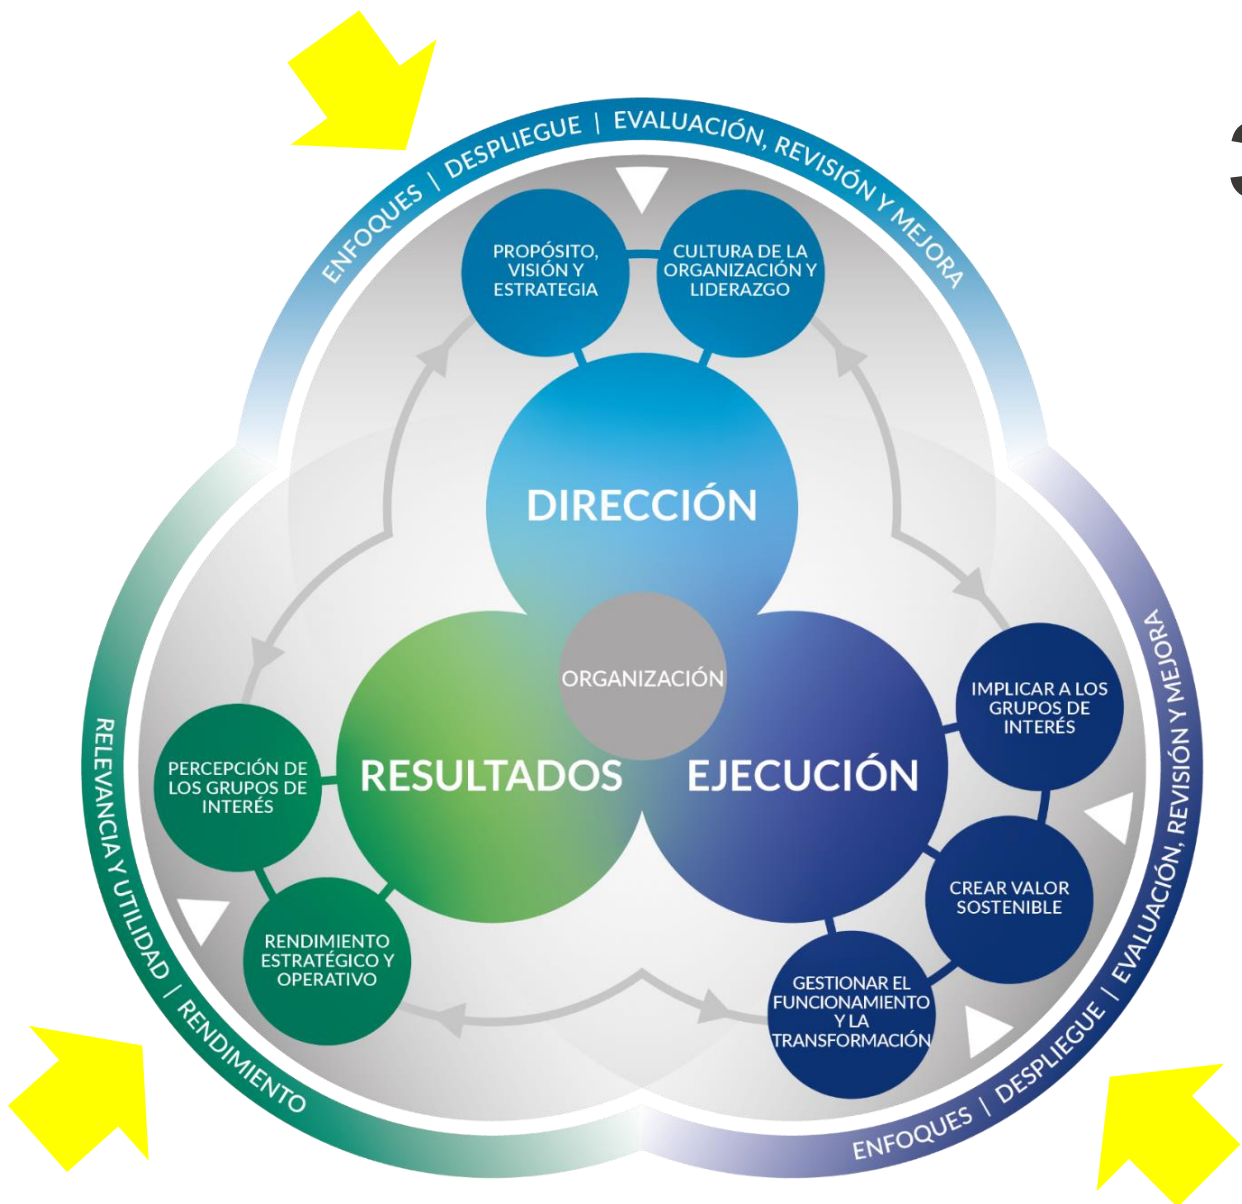 ENFOQUES | DESPLIEGUE | EVALUACIÓN, REVISIÓN Y MEJORA
PROPÓSITO,
VISIÓN Y
ESTRATEGIA
CULTURA DE LA
ORGANIZACIÓN Y
LIDERAZGO
DIRECCIÓN
ORGANIZACIÓN
RESULTADOS
EJECUCIÓN
IMPLICAR A LOS
GRUPOS DE
INTERÉS
CREAR VALOR
SOSTENIBLE
GESTIONAR EL
FUNCIONAMIENTO
Y LA
TRANSFORMACIÓN
PERCEPCIÓN DE
LOS GRUPOS DE
INTERÉS
RENDIMIENTO
ESTRATÉGICO Y
OPERATIVO
RELEVANCIA Y UTILIDAD | RENDIMIENTO
ENFOQUES | DESPLIEGUE | EVALUACIÓN, REVISIÓN Y MEJORA